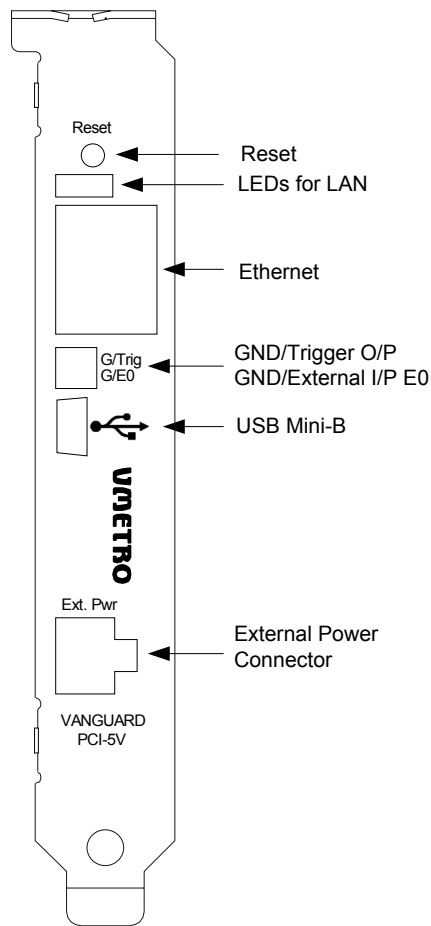 Reset
Reset
LEDs for LAN
Ethernet
G/Trig
G/E0
GND/Trigger O/P
GND/External I/P E0
USB Mini-B
VMETRO
Ext. Pwr
External Power
Connector
VANGUARD
PCI-5V